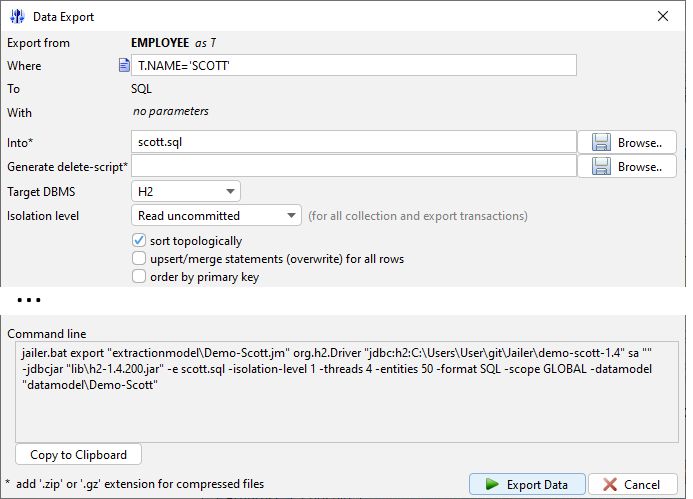 Data Export
Export from EMPLOYEE as T
Where T.NAME='SCOTT'
To SQL
With no parameters
Into* scott.sql Browse..
Generate delete-script* Browse..
Target DBMS H2
Isolation level Read uncommitted (for all collection and export transactions)
sort topologically
upsert/merge statements (overwrite) for all rows
order by primary key
...
Command line
jailer.bat export "extractionmodel\Demo-Scott.jm" org.h2.Driver "jdbc:h2:C:\Users\User\git\Jailer\demo-scott-1.4" sa ""
-jdbcjar "lib\h2-1.4.200.jar" -e scott.sql -isolation-level 1 -threads 4 -entities 50 -format SQL -scope GLOBAL -datamodel
"datamodel\Demo-Scott"
Copy to Clipboard
* add '.zip' or '.gz' extension for compressed files Export Data Cancel